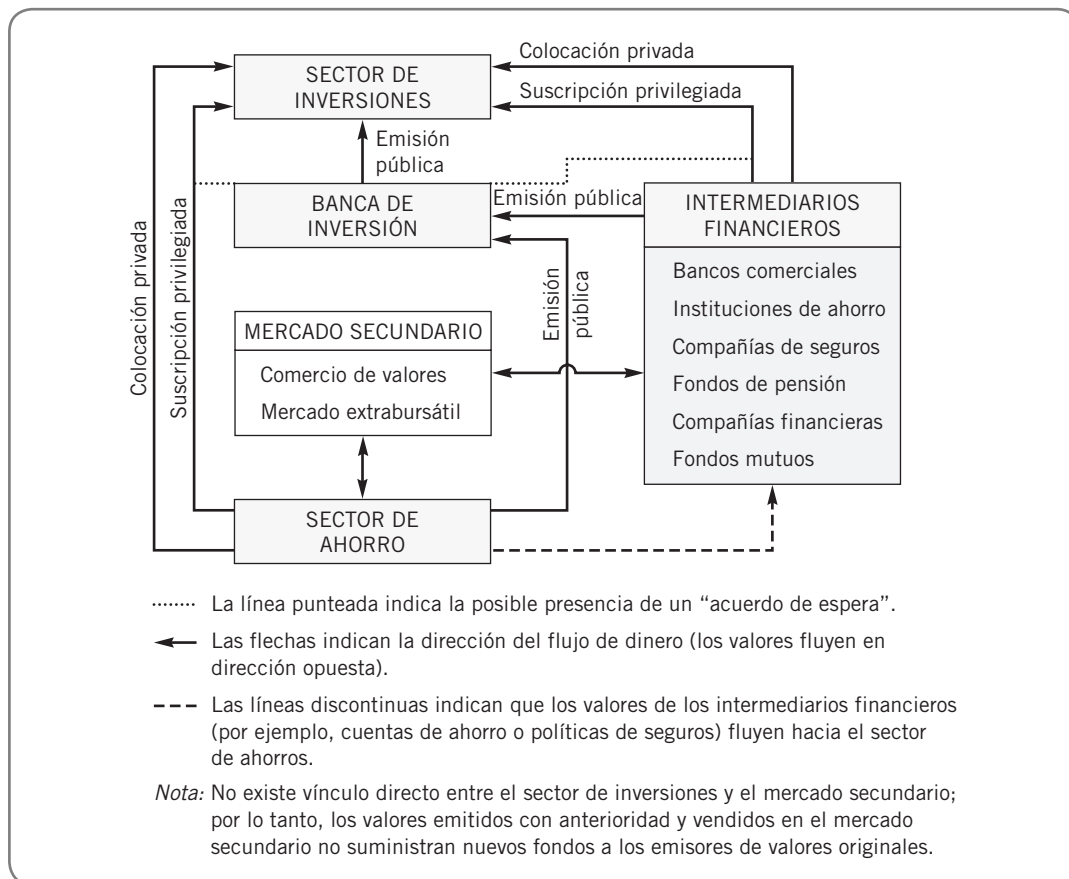 Colocación privada
SECTOR DE
INVERSIONES
Suscripción privilegiada
Emisión
pública
BANCA DE
INVERSIÓN
Emisión pública
INTERMEDIARIOS
FINANCIEROS
Bancos comerciales
Instituciones de ahorro
Compañías de seguros
Fondos de pensión
Compañías financieras
Fondos mutuos
Colocación privada
Suscripción privilegiada
Emisión
pública
MERCADO SECUNDARIO
Comercio de valores
Mercado extrabursátil
SECTOR DE
AHORRO
La línea punteada indica la posible presencia de un “acuerdo de espera”.
Las flechas indican la dirección del flujo de dinero (los valores fluyen en
dirección opuesta).
Las líneas discontinuas indican que los valores de los intermediarios financieros
(por ejemplo, cuentas de ahorro o políticas de seguros) fluyen hacia el sector
de ahorros.
Nota: No existe vínculo directo entre el sector de inversiones y el mercado secundario;
por lo tanto, los valores emitidos con anterioridad y vendidos en el mercado
secundario no suministran nuevos fondos a los emisores de valores originales.